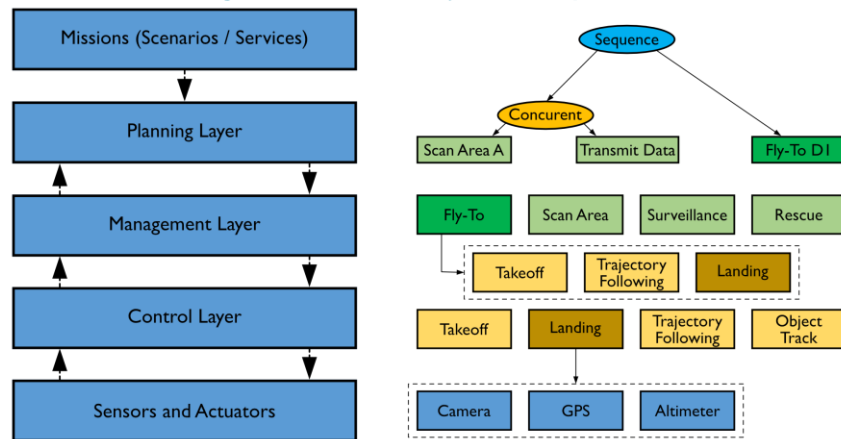 Missions (Scenarios / Services)
Planning Layer
Management Layer
Control Layer
Sensors and Actuators
Sequence
Concurent
Scan Area A
Transmit Data
Fly-To D1
Fly-To
Scan Area
Surveillance
Rescue
Takeoff
Trajectory
Following
Landing
Takeoff
Landing
Trajectory
Following
Object
Track
Camera
GPS
Altimeter